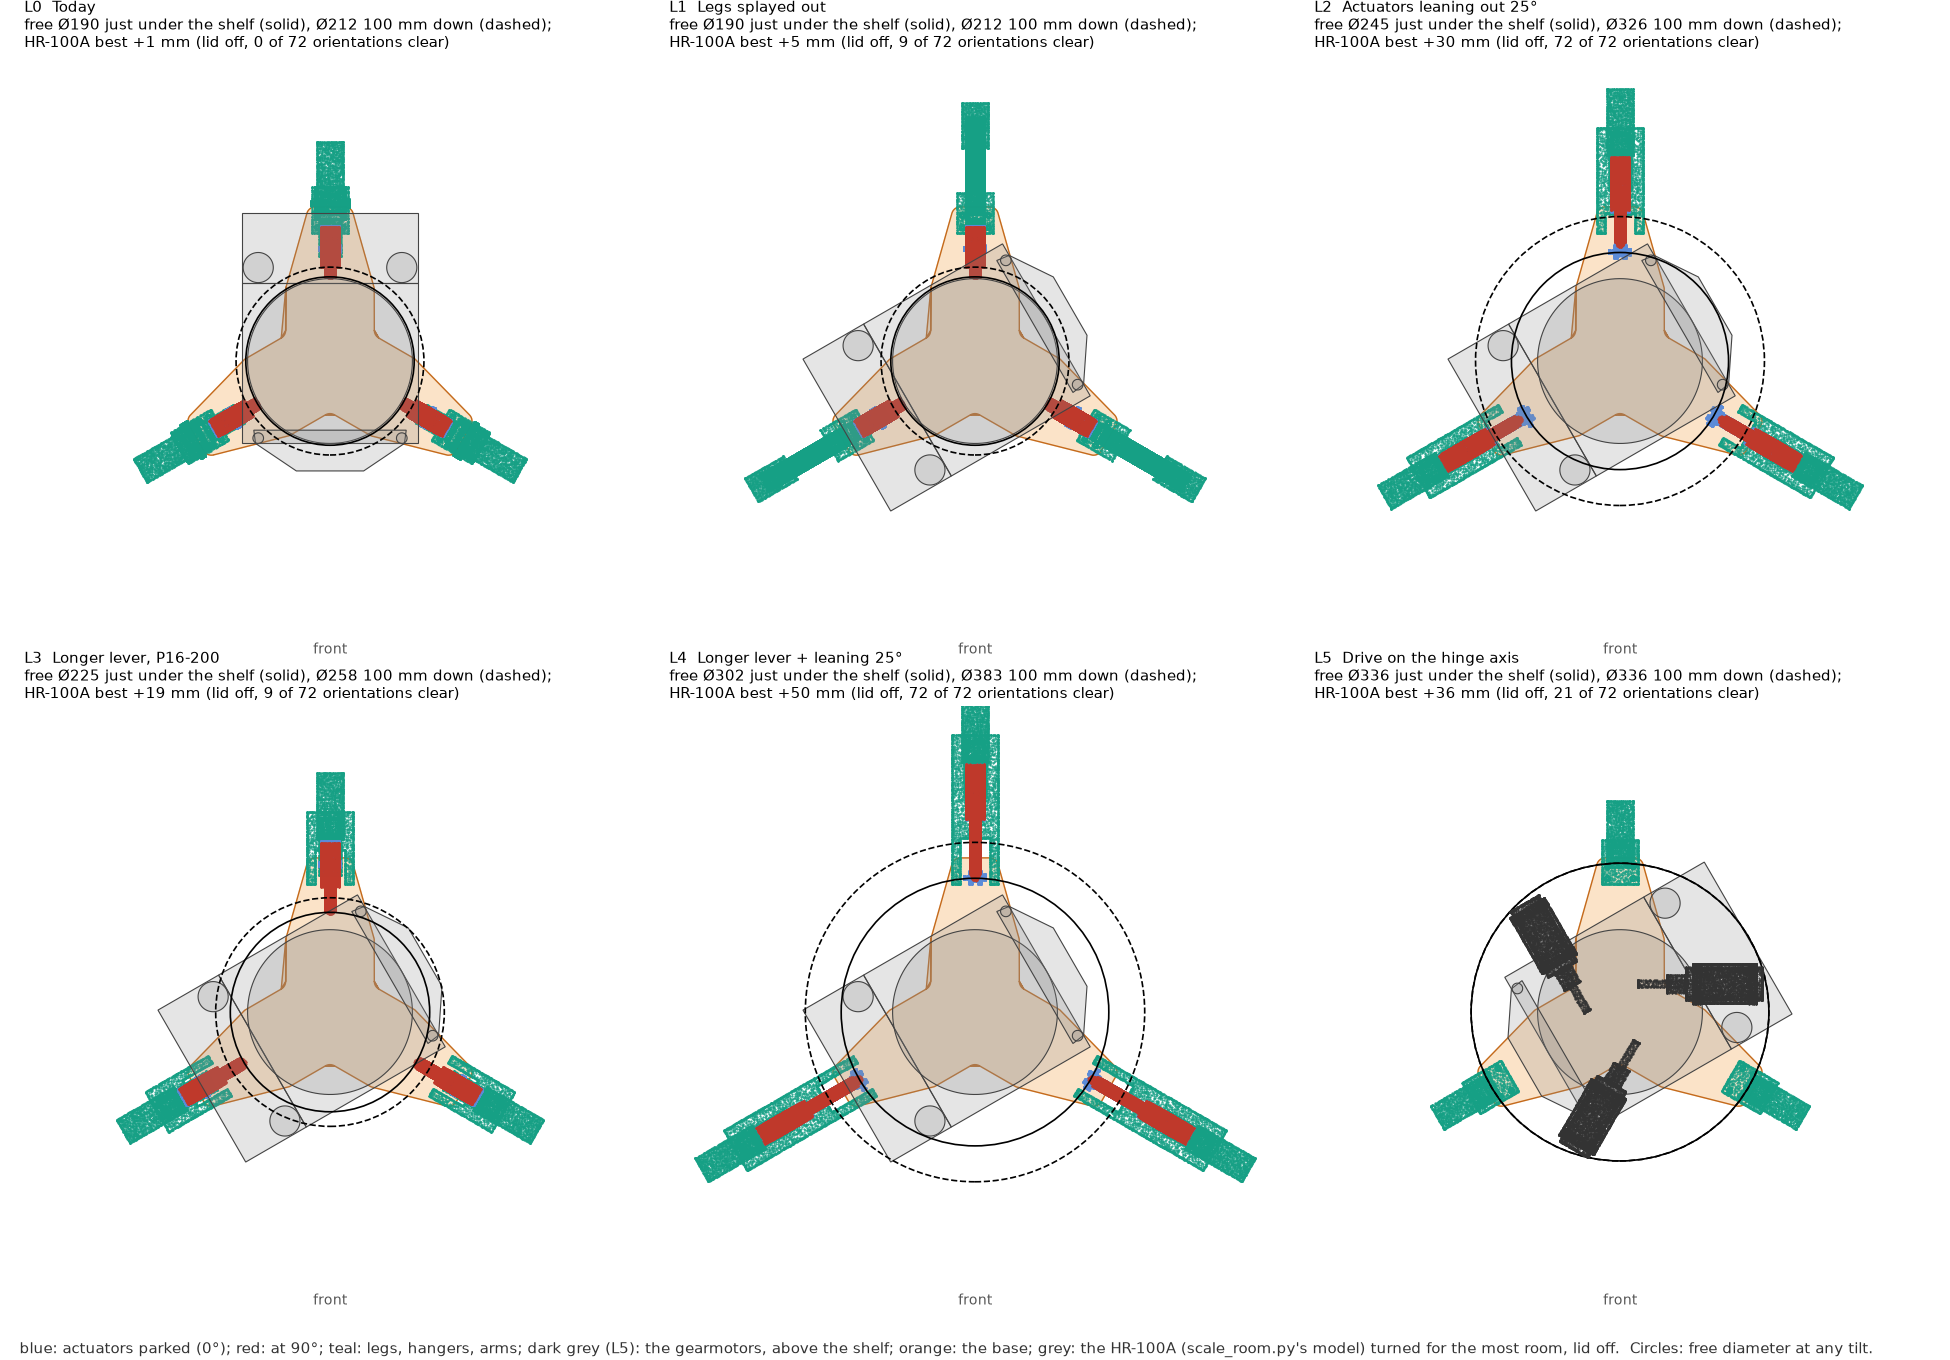 L0  Today
free Ø190 just under the shelf (solid), Ø212 100 mm down (dashed);
HR-100A best +1 mm (lid off, 0 of 72 orientations clear)
L1  Legs splayed out
free Ø190 just under the shelf (solid), Ø212 100 mm down (dashed);
HR-100A best +5 mm (lid off, 9 of 72 orientations clear)
L2  Actuators leaning out 25°
free Ø245 just under the shelf (solid), Ø326 100 mm down (dashed);
HR-100A best +30 mm (lid off, 72 of 72 orientations clear)
front
front
front
L3  Longer lever, P16-200
free Ø225 just under the shelf (solid), Ø258 100 mm down (dashed);
HR-100A best +19 mm (lid off, 9 of 72 orientations clear)
L4  Longer lever + leaning 25°
free Ø302 just under the shelf (solid), Ø383 100 mm down (dashed);
HR-100A best +50 mm (lid off, 72 of 72 orientations clear)
L5  Drive on the hinge axis
free Ø336 just under the shelf (solid), Ø336 100 mm down (dashed);
HR-100A best +36 mm (lid off, 21 of 72 orientations clear)
front
front
front
blue: actuators parked (0°); red: at 90°; teal: legs, hangers, arms; dark grey (L5): the gearmotors, above the shelf; orange: the base; grey: the HR-100A (scale_room.py's model) turned for the most room, lid off.  Circles: free diameter at any tilt.